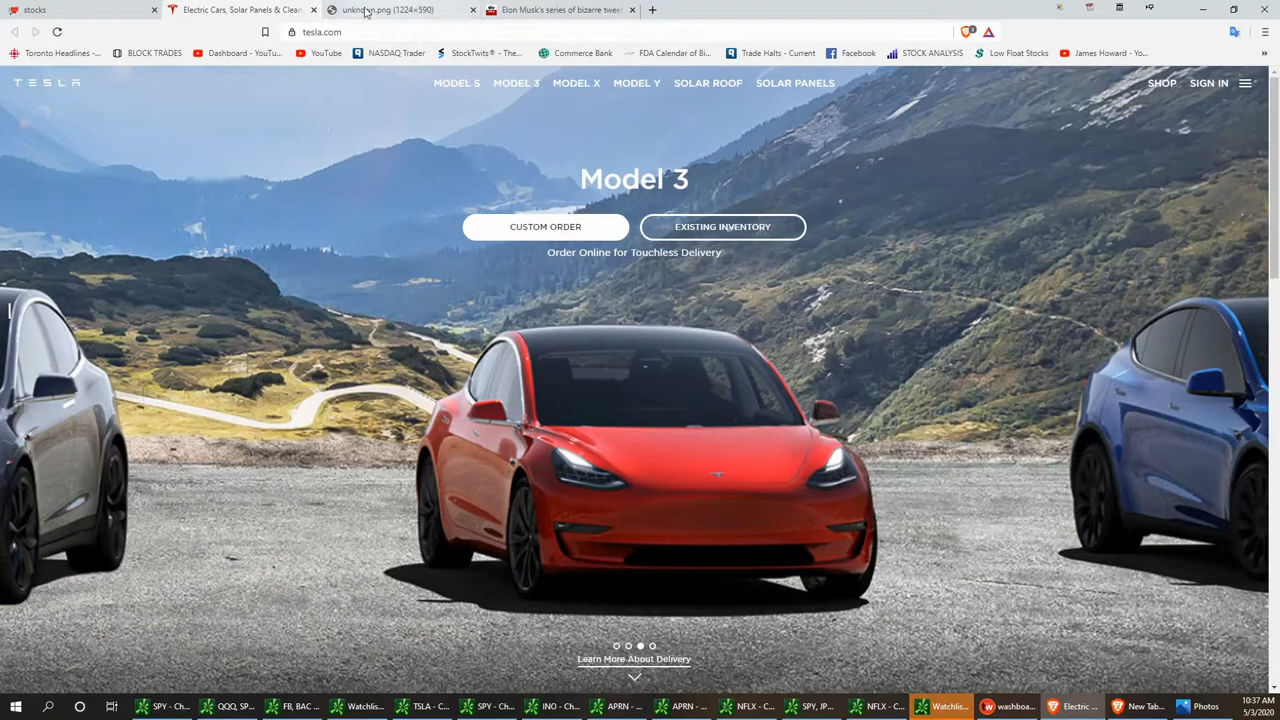 stocks
Electric Cars, Solar Panels & Clean
unknown.png (1224×590)
Elon Musk's series of bizarre tweet
tesla.com
Toronto Headlines -...
BLOCK TRADES
Dashboard - YouTu...
YouTube
NASDAQ Trader
StockTwits® - The...
Commerce Bank
FDA Calendar of Bi...
Trade Halts - Current
Facebook
STOCK ANALYSIS
Low Float Stocks
James Howard - Yo...
TESLA
MODEL S
MODEL 3
MODEL X
MODEL Y
SOLAR ROOF
SOLAR PANELS
SHOP
SIGN IN
Model 3
CUSTOM ORDER
EXISTING INVENTORY
Order Online for Touchless Delivery
Learn More About Delivery
SPY - Ch...
QQQ, SP...
FB, BAC ...
Watchlis...
TSLA - C...
SPY - Ch...
INO - Ch...
APRN - ...
APRN - ...
NFLX - C...
SPY, JP...
NFLX - C...
Watchlis...
washboa...
Electric ...
New Tab...
Photos
10:37 AM
5/3/2020